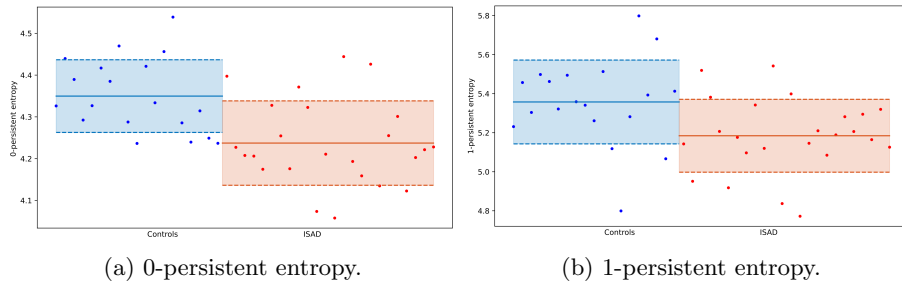 4.5
4.4
4.3
4.2
4.1
0-persistent entropy
Controls
ISAD
5.8
5.6
5.4
5.2
5.0
4.8
1-persistent entropy
Controls
ISAD
(a) 0-persistent entropy.
(b) 1-persistent entropy.